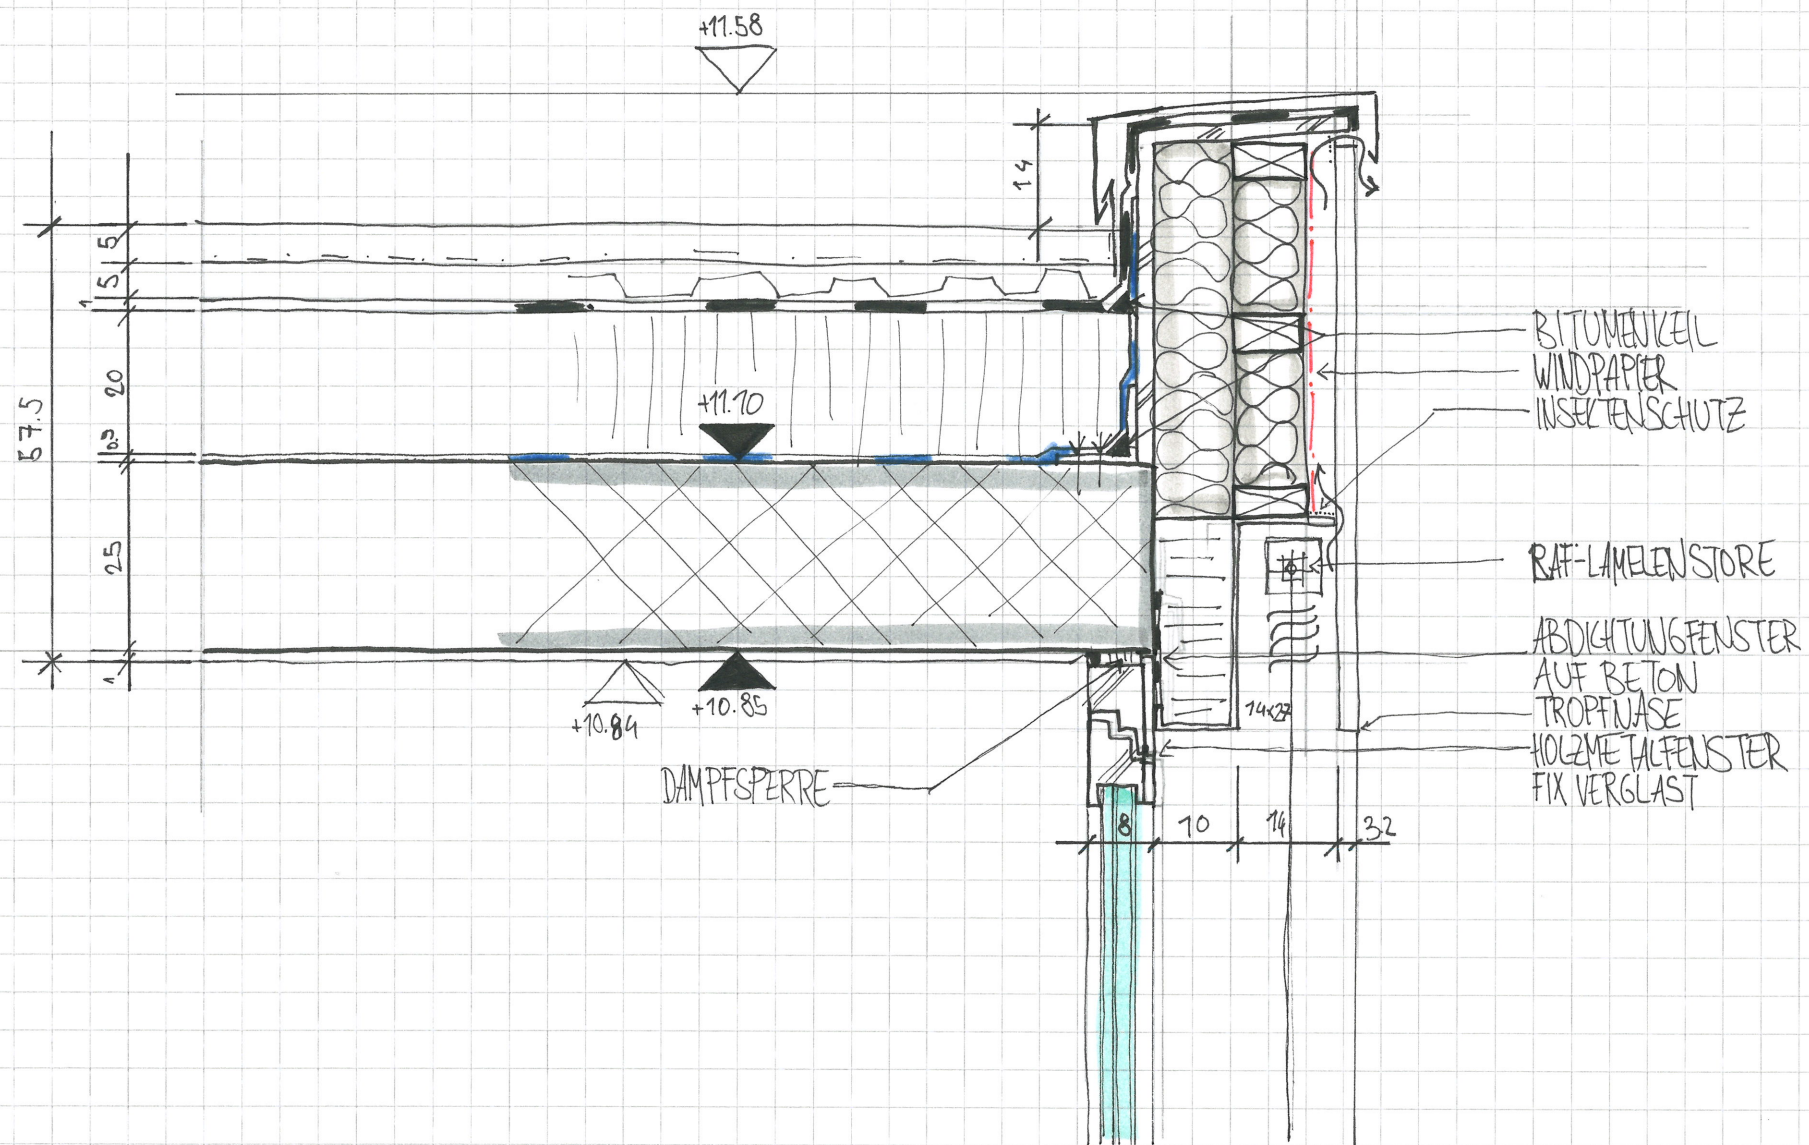 +11.58
14
5
5
1
20
0.5
25
1
57.5
+11.10
+10.84
+10.85
BITUMENKEIL
WINDPAPIER
INSEKTENSCHUTZ
RAF-LAMELENSTORE
ABDICHTUNGFENSTER
AUF BETON
TROPFNASE
HOLZMETALFENSTER
FIX VERGLAST
14x27
DAMPFSPERRE
8
10
14
3.2